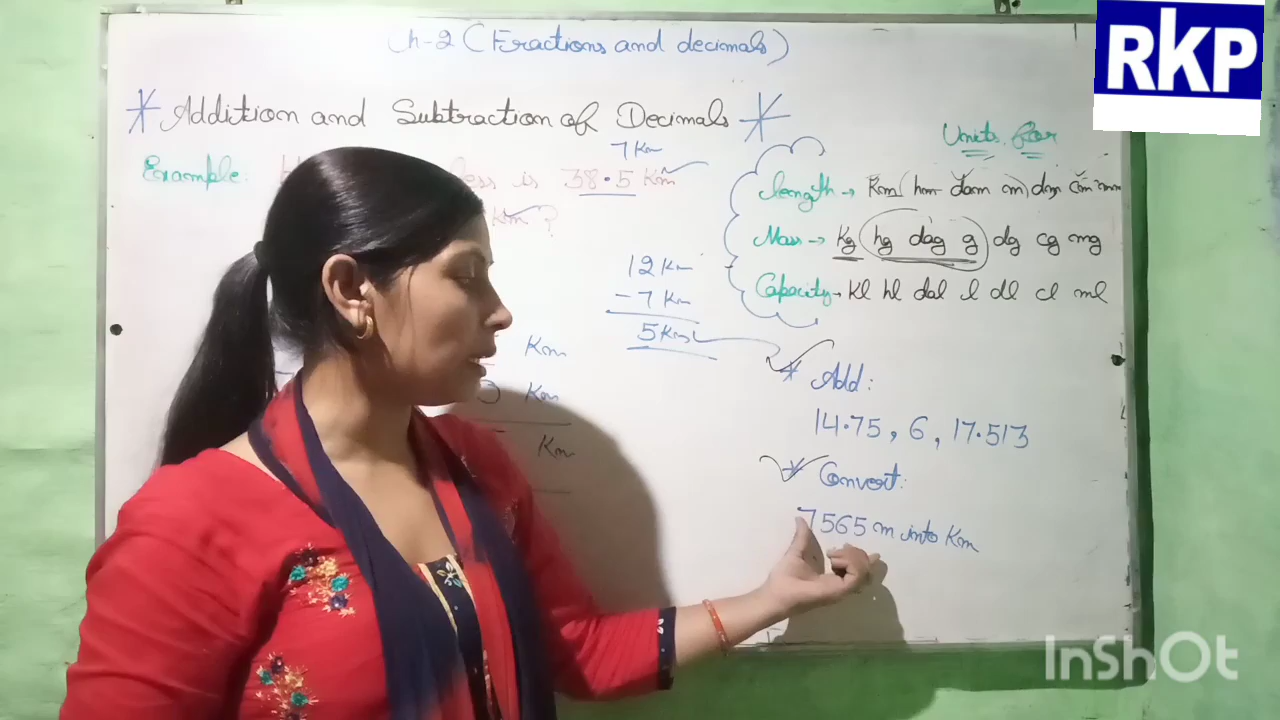 Ch-2 (Fractions and decimals)
* Addition and Subtraction of Decimals *
7 Km
Example: less is 38.5 Km
Km ?
12 Km
- 7 Km
5 Km
Km
Km
Km
Units for
length → Km hm dam m dm cm mm
Mass → Kg hg dag g dg cg mg
Capacity → Kl hl dal l dl cl ml
* Add:
14.75, 6, 17.513
* Convert:
7565 m into Km
RKP
InShOt